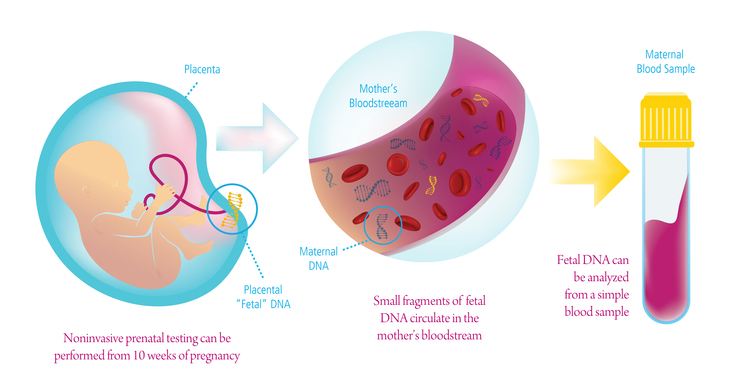 Placenta
Placental
"Fetal" DNA
Noninvasive prenatal testing can be
performed from 10 weeks of pregnancy
Mother's
Bloodstreeam
Maternal
DNA
Small fragments of fetal
DNA circulate in the
mother's bloodstream
Maternal
Blood Sample
Fetal DNA can
be analyzed
from a simple
blood sample